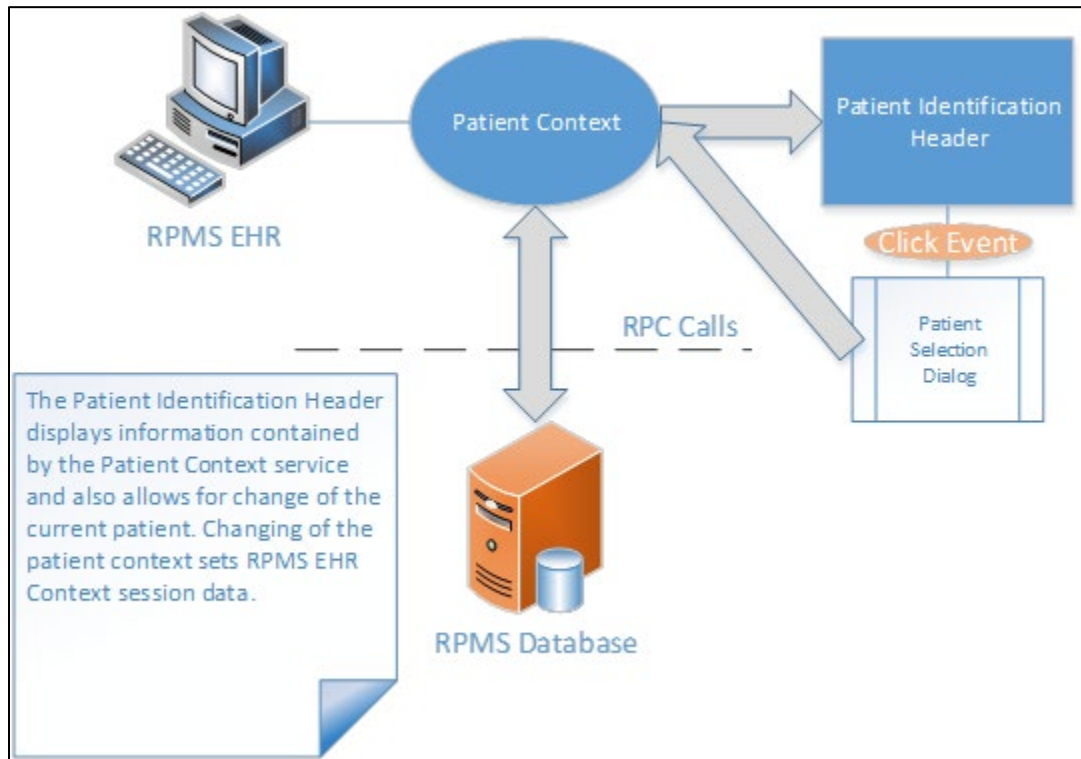 Patient Context
Patient Identification
Header
RPMS EHR
Click Event
Patient
Selection
Dialog
RPC Calls
The Patient Identification Header
displays information contained
by the Patient Context service
and also allows for change of the
current patient. Changing of the
patient context sets RPMS EHR
Context session data.
RPMS Database